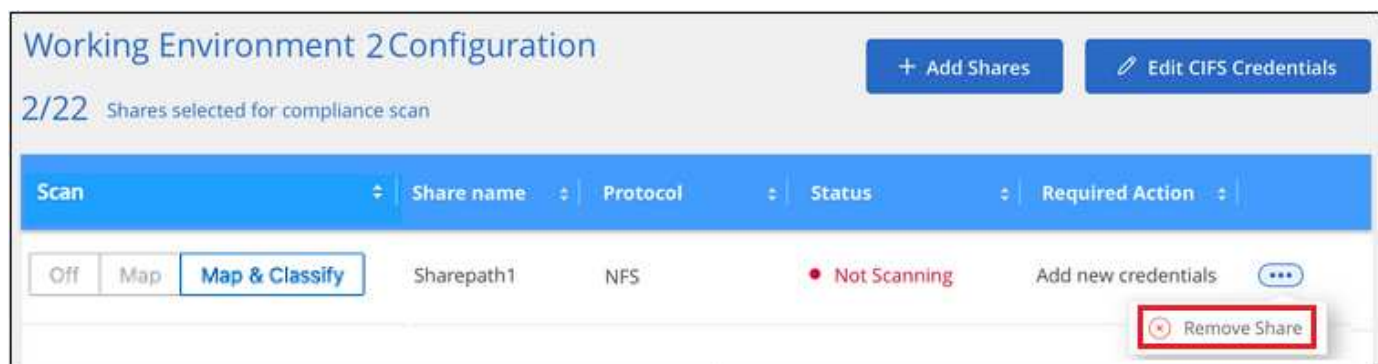 Working Environment 2 Configuration
+ Add Shares
Edit CIFS Credentials
2/22 Shares selected for compliance scan
Scan Share name Protocol Status Required Action
Off Map Map & Classify Sharepath1 NFS Not Scanning Add new credentials
Remove Share